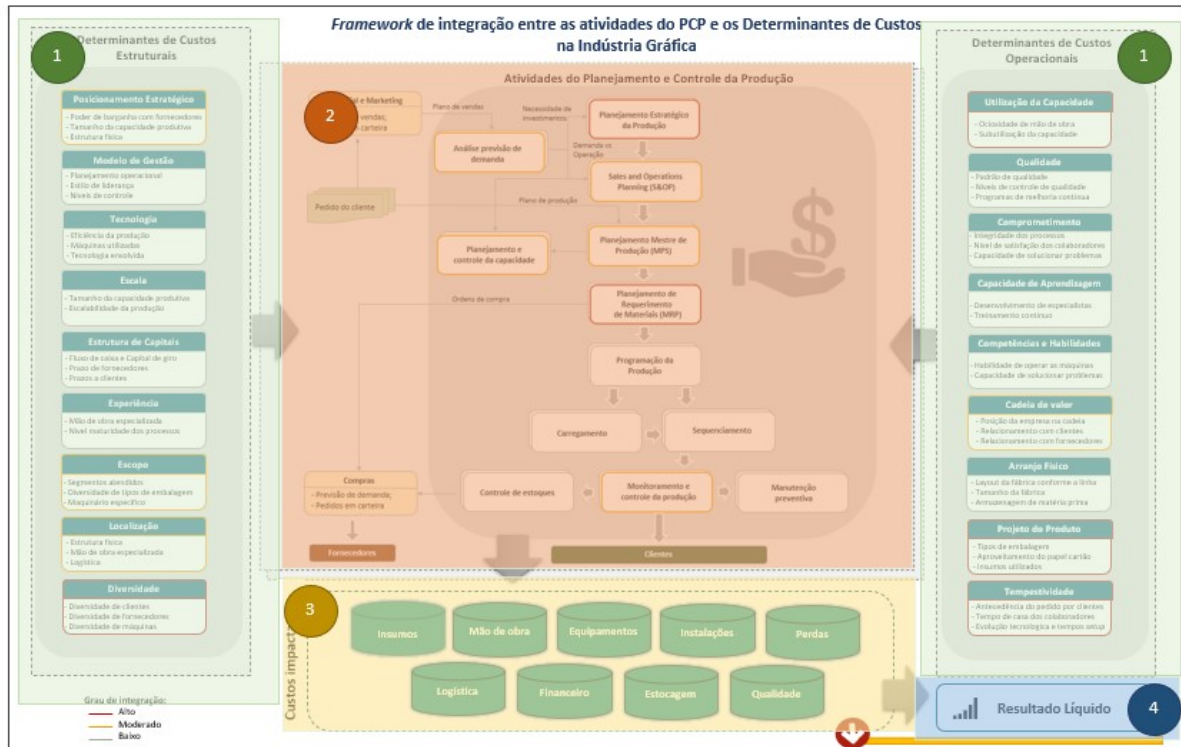 Framework de integração entre as atividades do PCP e os Determinantes de Custos
na Indústria Gráfica
1
Determinantes de Custos
Estruturais
Posicionamento Estratégico
- Poder de barganha com fornecedores
- Tamanho da capacidade produtiva
- Estrutura física
Modelo de Gestão
- Planejamento operacional
- Estilo de liderança
- Níveis de controle
Tecnologia
- Eficiência da produção
- Máquinas utilizadas
- Tecnologia envolvida
Escala
- Tamanho da capacidade produtiva
- Escalabilidade da produção
Estrutura de Capitais
- Fluxo de caixa e Capital de giro
- Prazo de fornecedores
- Prazos a clientes
Experiência
- Mão de obra especializada
- Nível maturidade dos processos
Escopo
- Segmentos atendidos
- Diversidade de tipos de embalagem
- Maquinário específico
Localização
- Estrutura física
- Mão de obra especializada
- Logística
Diversidade
- Diversidade de clientes
- Diversidade de fornecedores
- Diversidade de máquinas
Grau de integração:
Alto
Moderado
Baixo
2
Atividades do Planejamento e Controle da Produção
e Marketing
vendas;
carteira
Plano de vendas
Necessidade de
investimentos
Planejamento Estratégico
da Produção
Análise previsão de
demanda
Demanda vs
Operação
Sales and Operations
Planning (S&OP)
Pedido do cliente
Plano de produção
Planejamento e
controle da capacidade
Planejamento Mestre de
Produção (MPS)
Ordens de compra
Planejamento de
Requerimento
de Materiais (MRP)
Programação da
Produção
Carregamento
Sequenciamento
Compras
- Previsão de demanda;
- Pedidos em carteira
Controle de estoques
Monitoramento e
controle da produção
Manutenção
preventiva
Fornecedores
Clientes
3
Custos impact
Insumos
Mão de obra
Equipamentos
Instalações
Perdas
Logística
Financeiro
Estocagem
Qualidade
1
Determinantes de Custos
Operacionais
Utilização da Capacidade
- Ociosidade de mão de obra
- Subutilização da capacidade
Qualidade
- Padrão de qualidade
- Níveis de controle de qualidade
- Programas de melhoria contínua
Comprometimento
- Integridade dos processos
- Nível de satisfação dos colaboradores
- Capacidade de solucionar problemas
Capacidade de Aprendizagem
- Desenvolvimento de especialistas
- Treinamento contínuo
Competências e Habilidades
- Habilidade de operar as máquinas
- Capacidade de solucionar problemas
Cadeia de valor
- Posição da empresa na cadeia
- Relacionamento com clientes
- Relacionamento com fornecedores
Arranjo Físico
- Layout da fábrica conforme a linha
- Tamanho da fábrica
- Armazenagem de matéria prima
Projeto do Produto
- Tipos de embalagem
- Aproveitamento do papel cartão
- Insumos utilizados
Tempestividade
- Antecedência do pedido por clientes
- Tempo de casa dos colaboradores
- Evolução tecnológica e tempos setup
Resultado Líquido
4